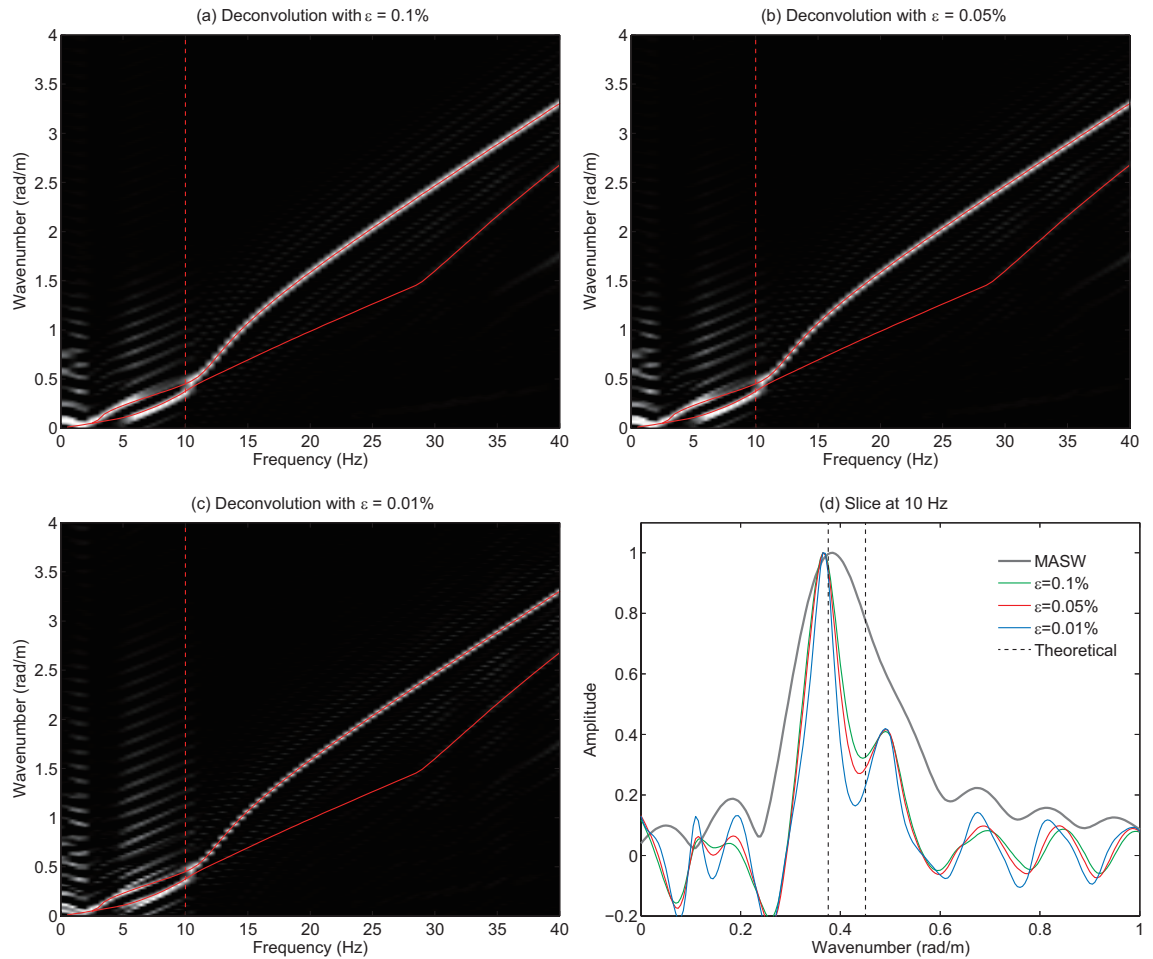 (a) Deconvolution with ε = 0.1%
4
3.5
3
2.5
2
1.5
1
0.5
0
Wavenumber (rad/m)
0 5 10 15 20 25 30 35 40
Frequency (Hz)
(b) Deconvolution with ε = 0.05%
4
3.5
3
2.5
2
1.5
1
0.5
0
Wavenumber (rad/m)
0 5 10 15 20 25 30 35 40
Frequency (Hz)
(c) Deconvolution with ε = 0.01%
4
3.5
3
2.5
2
1.5
1
0.5
0
Wavenumber (rad/m)
0 5 10 15 20 25 30 35 40
Frequency (Hz)
(d) Slice at 10 Hz
1
0.8
0.6
0.4
0.2
0
−0.2
Amplitude
MASW
ε=0.1%
ε=0.05%
ε=0.01%
Theoretical
0 0.2 0.4 0.6 0.8 1
Wavenumber (rad/m)